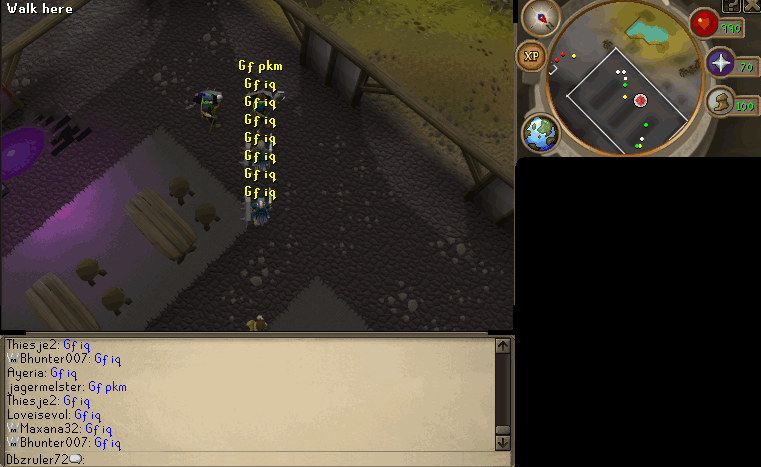 Walk here
Gf pkm
Gf iq
Gf iq
Gf iq
Gf iq
Gf iq
Gf iq
Gf iq
?
990
XP
70
100
Thiesje2: Gf iq
Bhunter007: Gf iq
Ayeria: Gf iq
jagermelster: Gf pkm
Thiesje2: Gf iq
Loveisevol: Gf iq
Maxana32: Gf iq
Bhunter007: Gf iq
Dbzruler72: